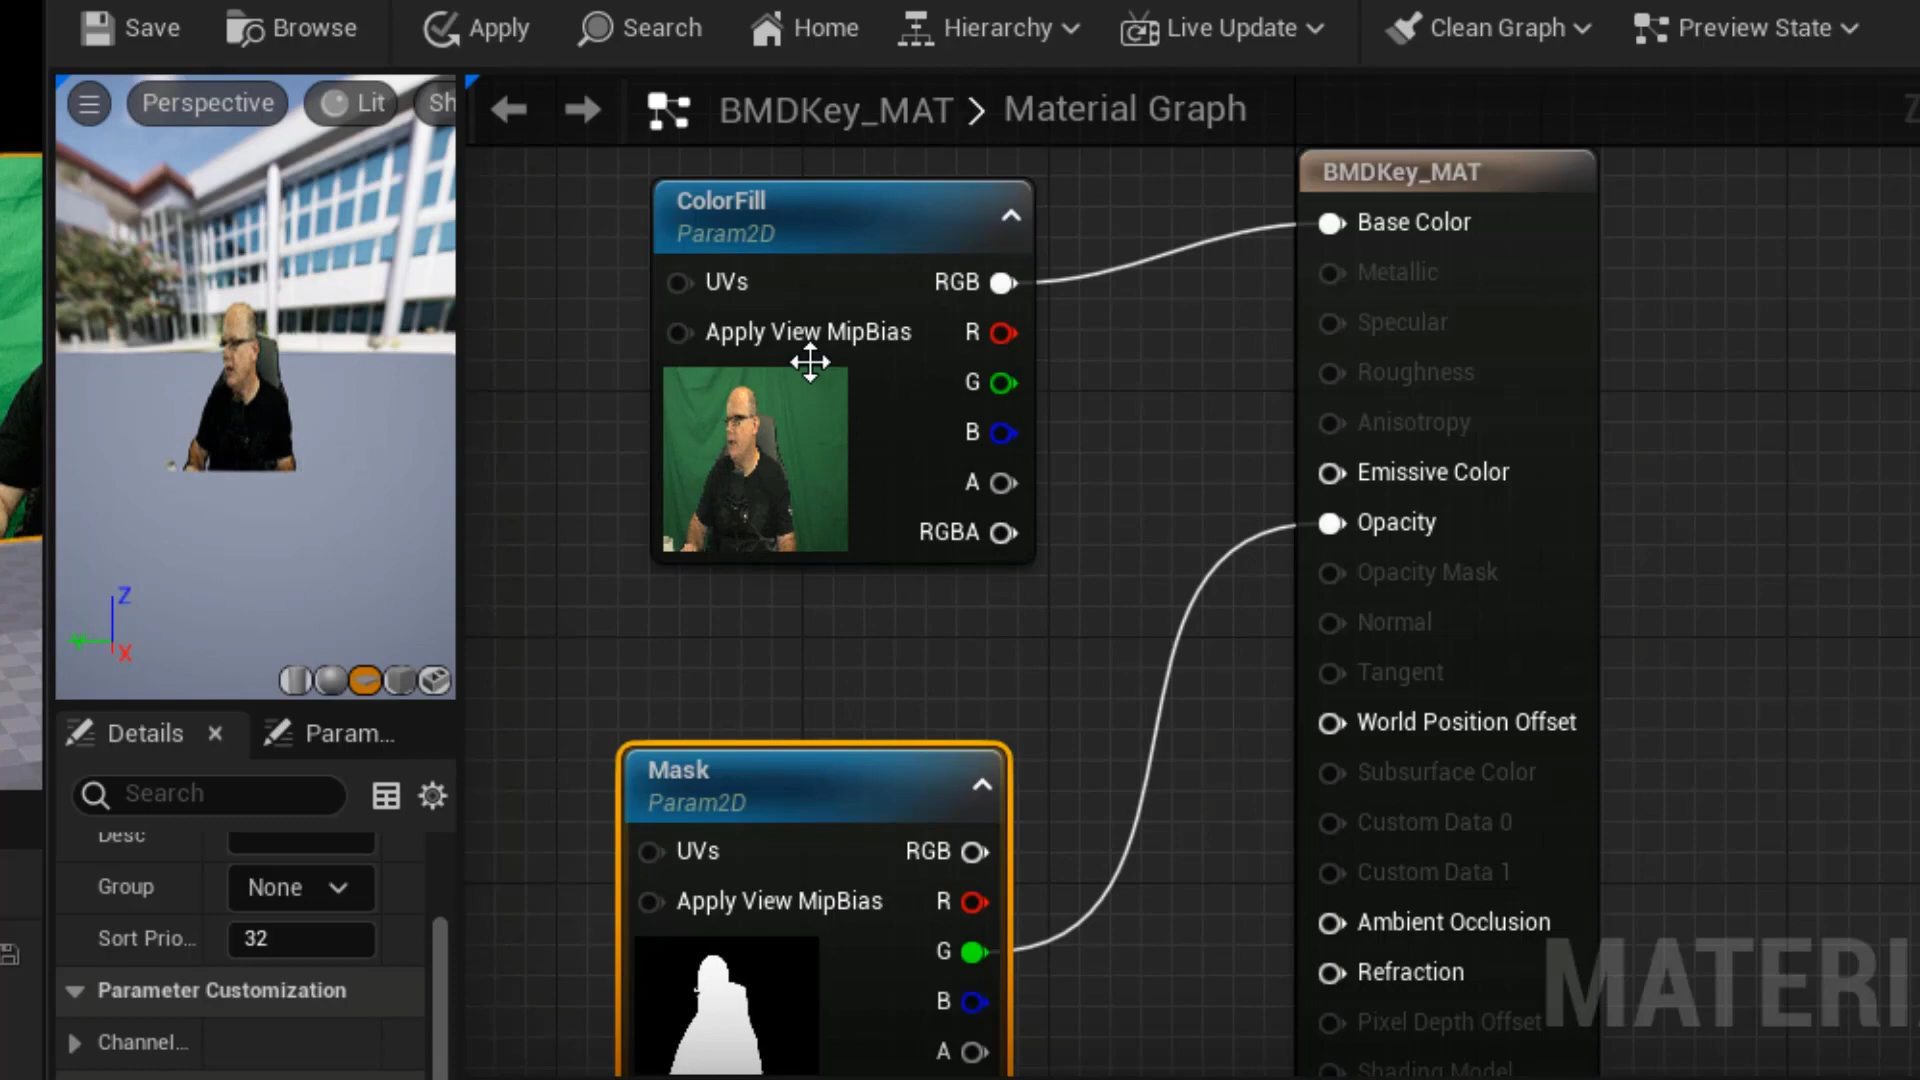 Save
Browse
Apply
Search
Home
Hierarchy
Live Update
Clean Graph
Preview State
Perspective
Lit
Sh
BMDKey_MAT
Material Graph
Z
ColorFill
Param2D
UVs
RGB
Apply View MipBias
R
G
B
A
RGBA
BMDKey_MAT
Base Color
Metallic
Specular
Roughness
Anisotropy
Emissive Color
Opacity
Opacity Mask
Normal
Tangent
World Position Offset
Subsurface Color
Custom Data 0
Custom Data 1
Ambient Occlusion
Refraction
Pixel Depth Offset
Shading Model
Z
X
Details
Param...
Search
Desc
Group
None
Sort Prio...
32
Parameter Customization
Channel...
Mask
Param2D
UVs
RGB
Apply View MipBias
R
G
B
A
MATERI